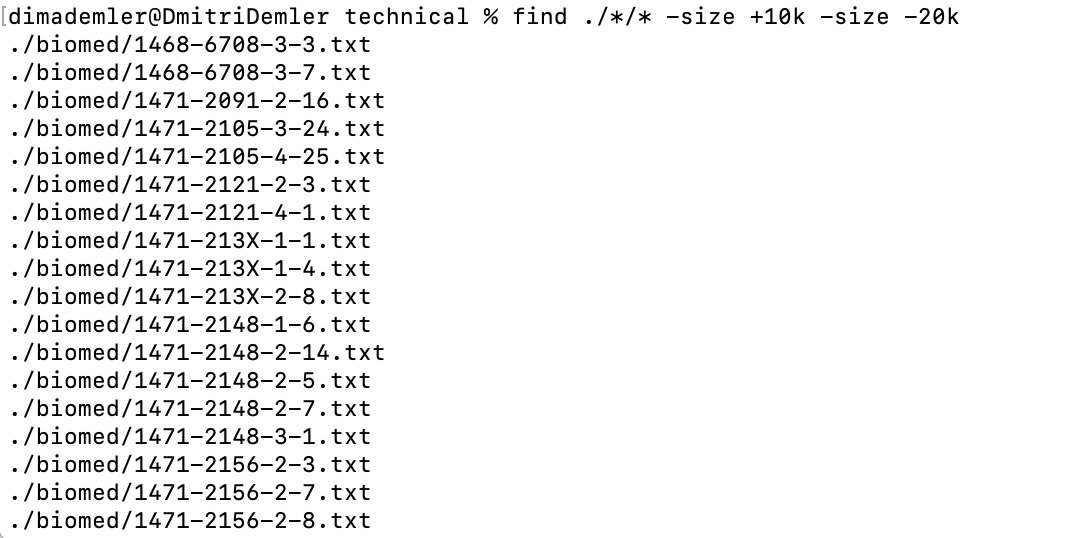 [dimademler@DmitriDemler technical % find ./*/* -size +10k -size -20k
./biomed/1468-6708-3-3.txt
./biomed/1468-6708-3-7.txt
./biomed/1471-2091-2-16.txt
./biomed/1471-2105-3-24.txt
./biomed/1471-2105-4-25.txt
./biomed/1471-2121-2-3.txt
./biomed/1471-2121-4-1.txt
./biomed/1471-213X-1-1.txt
./biomed/1471-213X-1-4.txt
./biomed/1471-213X-2-8.txt
./biomed/1471-2148-1-6.txt
./biomed/1471-2148-2-14.txt
./biomed/1471-2148-2-5.txt
./biomed/1471-2148-2-7.txt
./biomed/1471-2148-3-1.txt
./biomed/1471-2156-2-3.txt
./biomed/1471-2156-2-7.txt
./biomed/1471-2156-2-8.txt